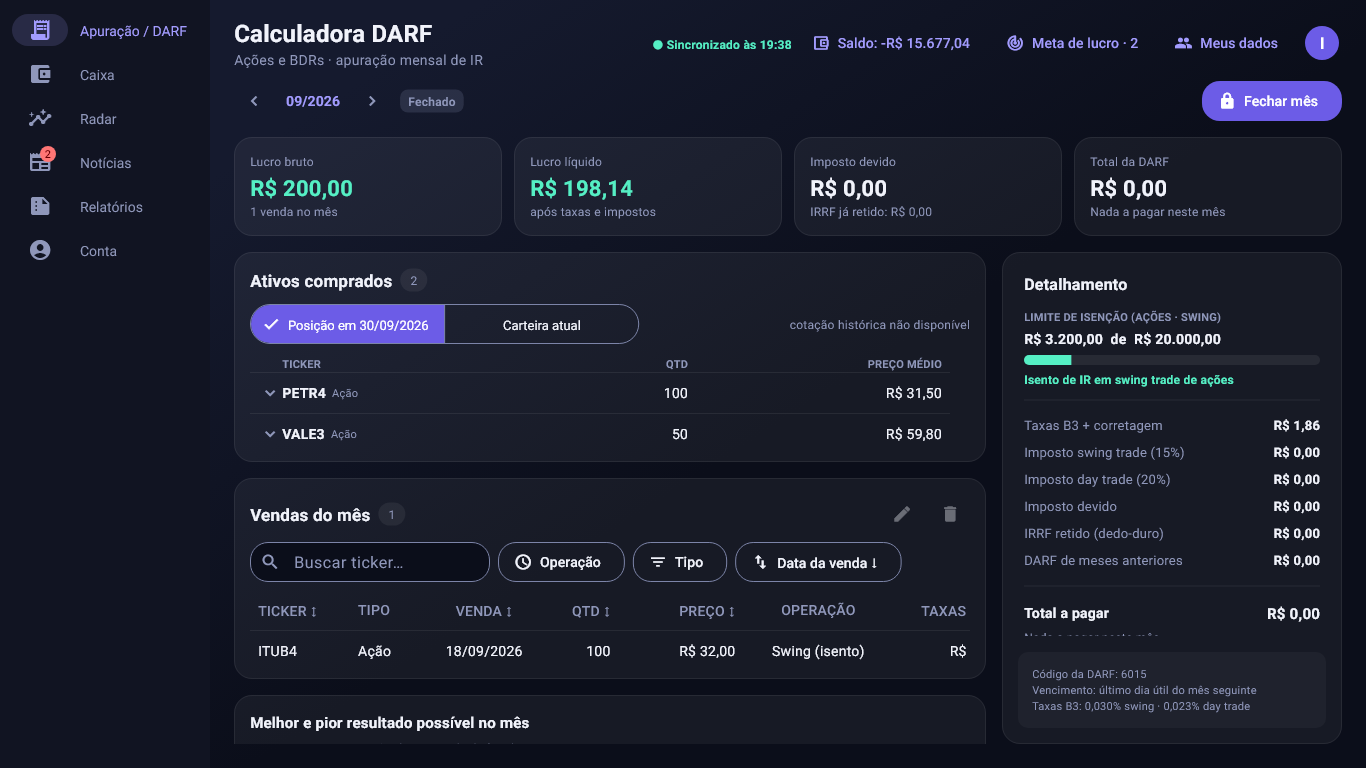 Apuração / DARF
Caixa
Radar
2
Notícias
Relatórios
Conta
Calculadora DARF
Ações e BDRs · apuração mensal de IR
Sincronizado às 19:38
Saldo: -R$ 15.677,04
Meta de lucro · 2
Meus dados
I
09/2026
Fechado
Fechar mês
Lucro bruto
R$ 200,00
1 venda no mês
Lucro líquido
R$ 198,14
após taxas e impostos
Imposto devido
R$ 0,00
IRRF já retido: R$ 0,00
Total da DARF
R$ 0,00
Nada a pagar neste mês
Ativos comprados 2
Posição em 30/09/2026 Carteira atual
cotação histórica não disponível
TICKER QTD PREÇO MÉDIO
PETR4 Ação 100 R$ 31,50
VALE3 Ação 50 R$ 59,80
Vendas do mês 1
Buscar ticker... Operação Tipo Data da venda ↓
TICKER ↕ TIPO VENDA ↕ QTD ↕ PREÇO ↕ OPERAÇÃO TAXAS
ITUB4 Ação 18/09/2026 100 R$ 32,00 Swing (isento) R$
Melhor e pior resultado possível no mês
Detalhamento
LIMITE DE ISENÇÃO (AÇÕES · SWING)
R$ 3.200,00 de R$ 20.000,00
Isento de IR em swing trade de ações
Taxas B3 + corretagem R$ 1,86
Imposto swing trade (15%) R$ 0,00
Imposto day trade (20%) R$ 0,00
Imposto devido R$ 0,00
IRRF retido (dedo-duro) R$ 0,00
DARF de meses anteriores R$ 0,00
Total a pagar R$ 0,00
Código da DARF: 6015
Vencimento: último dia útil do mês seguinte
Taxas B3: 0,030% swing · 0,023% day trade